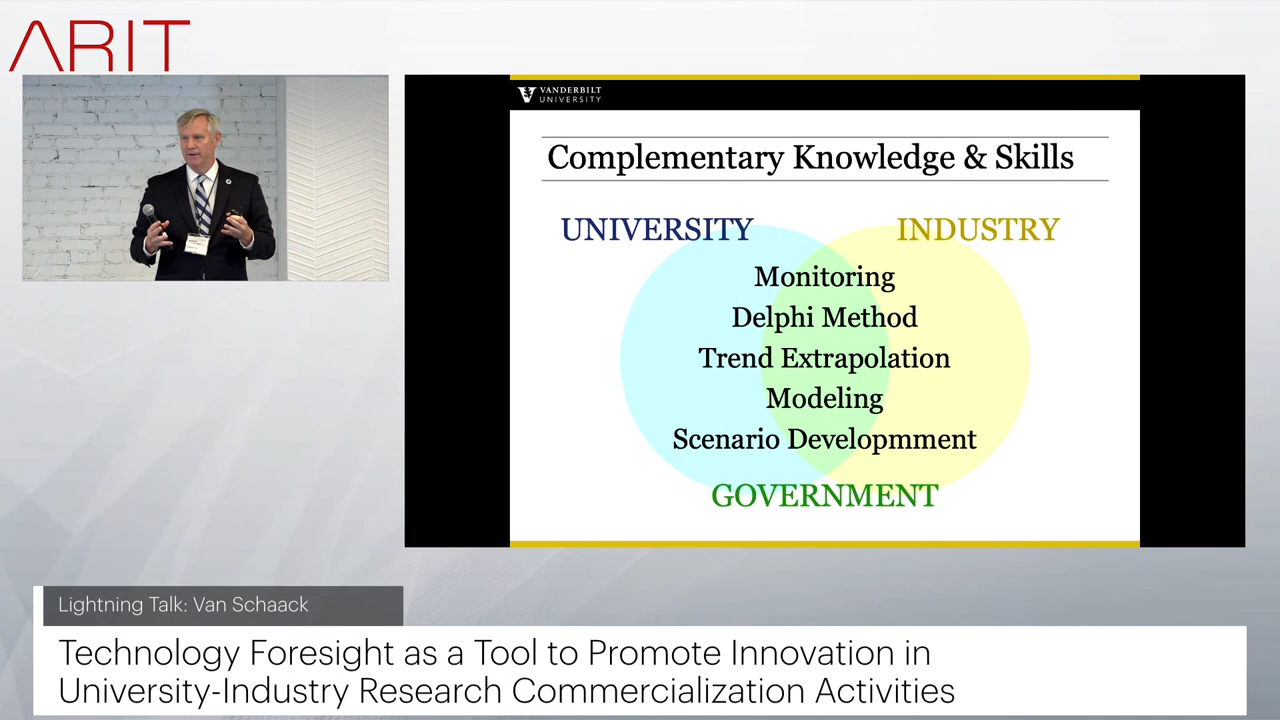 ARIT
VANDERBILT
UNIVERSITY
Complementary Knowledge & Skills
UNIVERSITY
INDUSTRY
Monitoring
Delphi Method
Trend Extrapolation
Modeling
Scenario Developmment
GOVERNMENT
Lightning Talk: Van Schaack
Technology Foresight as a Tool to Promote Innovation in
University-Industry Research Commercialization Activities